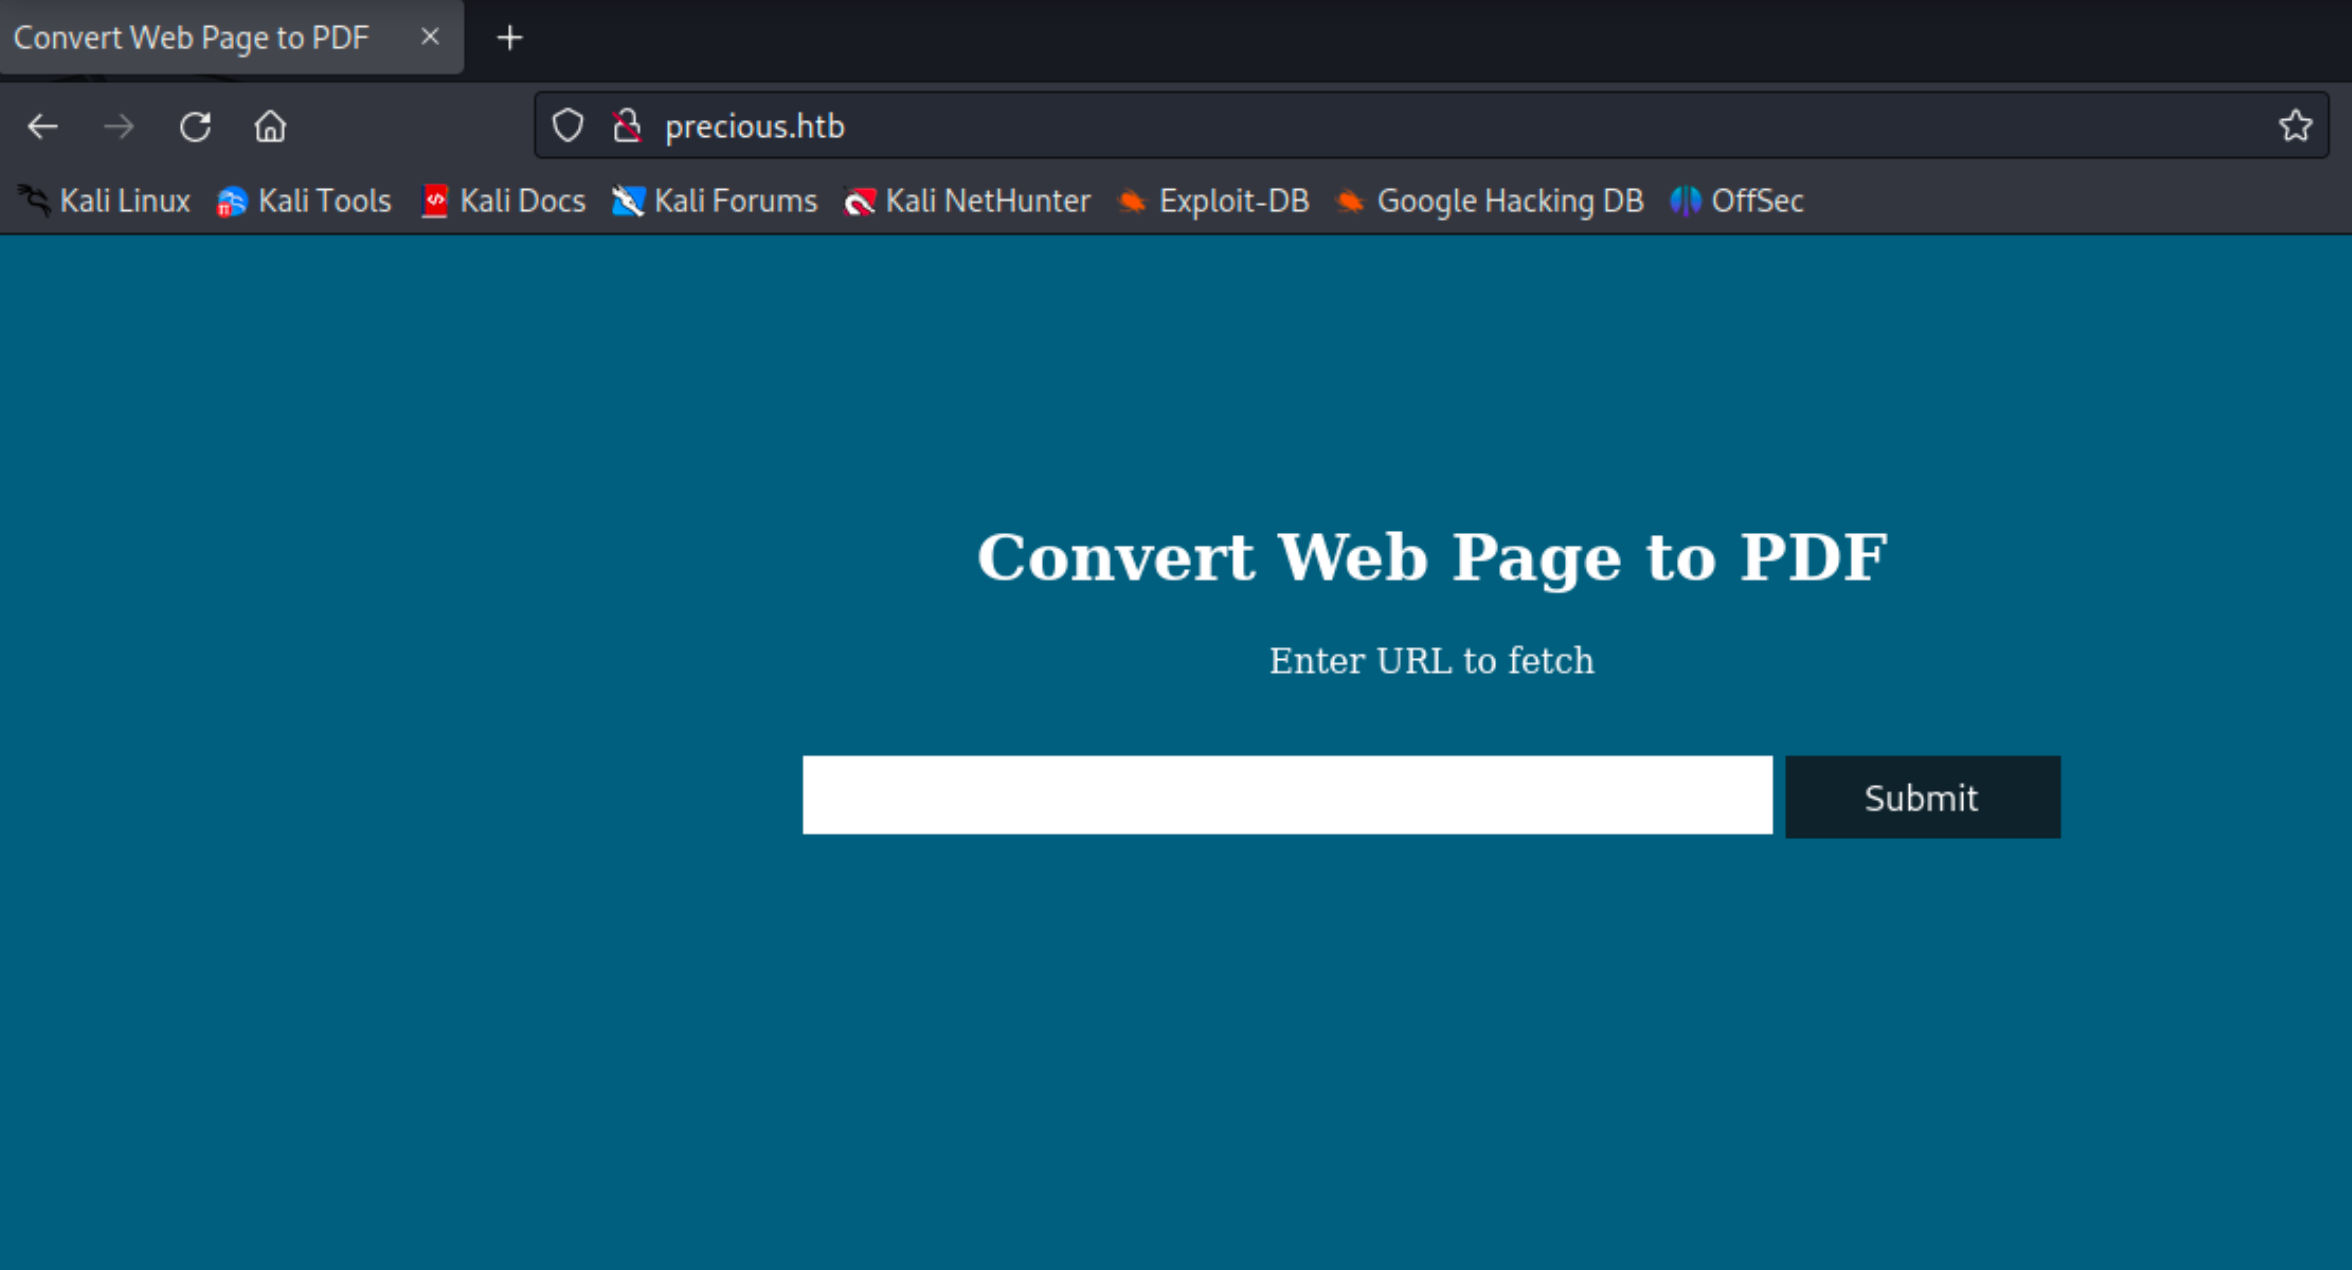 Convert Web Page to PDF
precious.htb
Kali Linux Kali Tools Kali Docs Kali Forums Kali NetHunter Exploit-DB Google Hacking DB OffSec
Convert Web Page to PDF
Enter URL to fetch
Submit